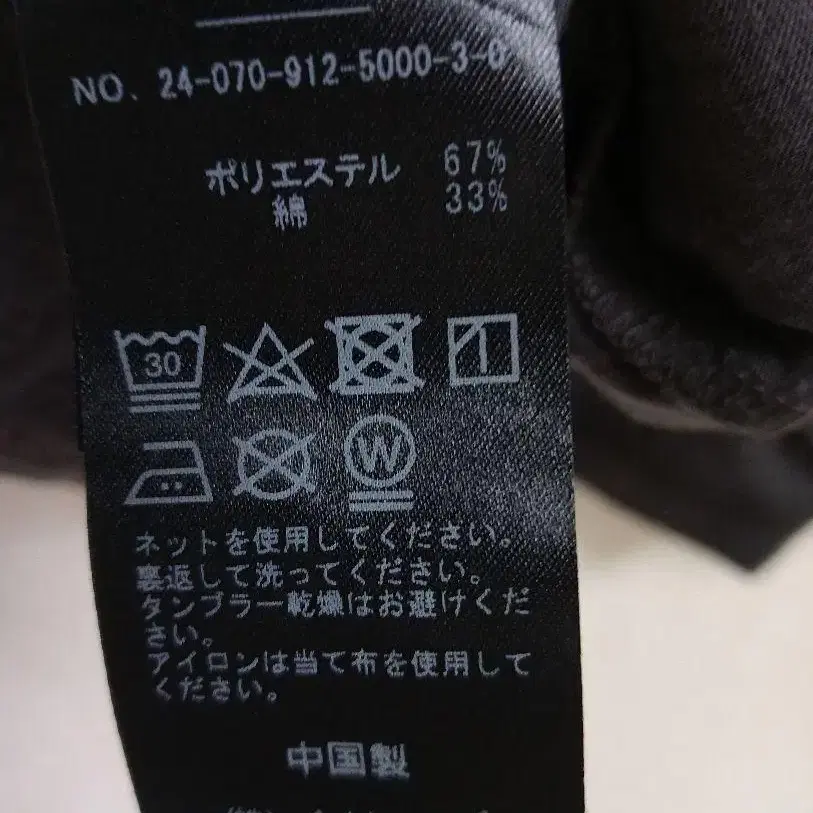 NO. 24-070-912-5000-3-0
ポリエステル 67%
綿 33%
30
W
ネットを使用してください。
裏返して洗ってください。
タンブラー乾燥はお避けくだ
さい。
アイロンは当て布を使用して
ください。
中国製